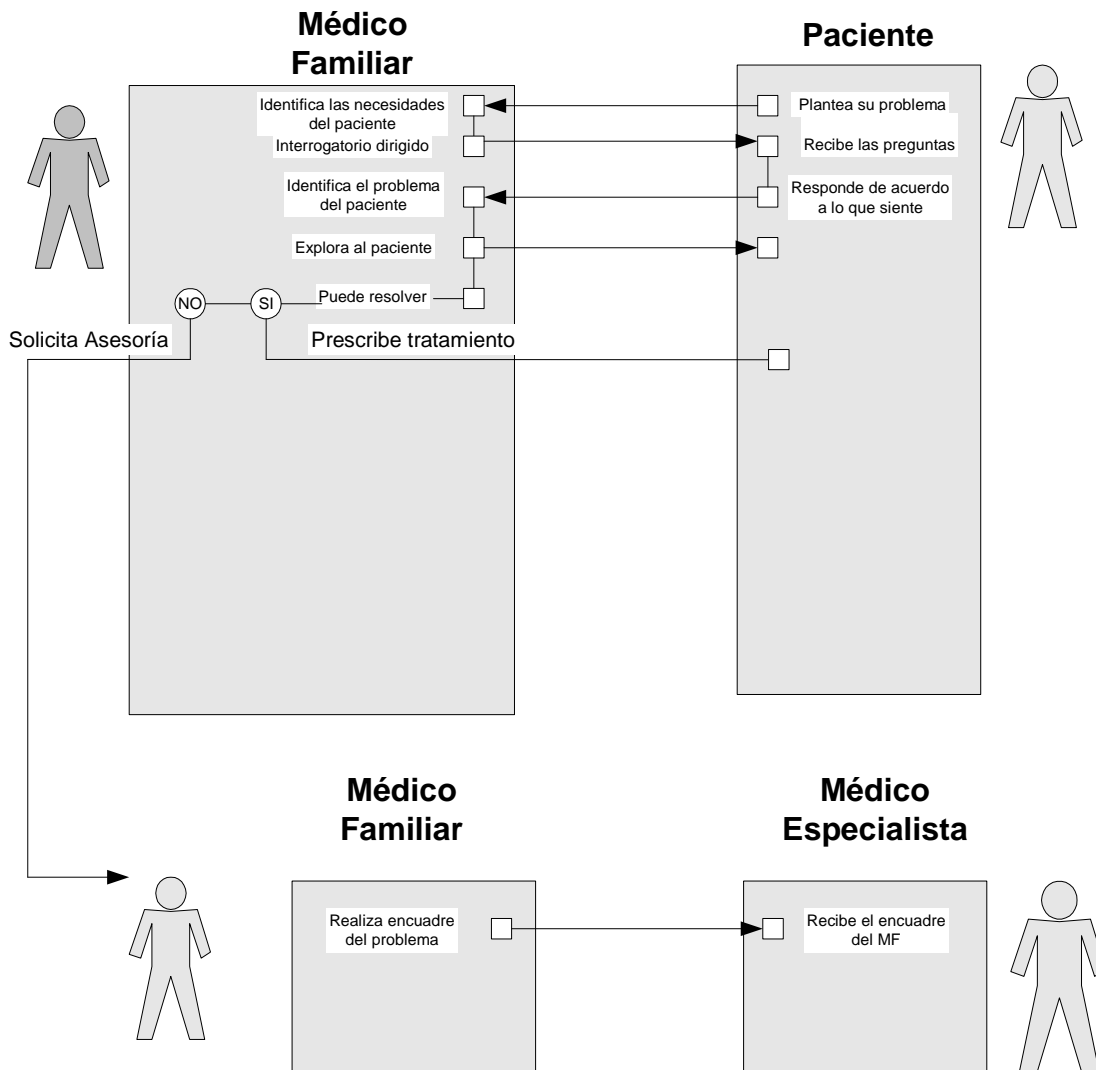 Médico
Familiar
Paciente
Identifica las necesidades
del paciente
Plantea su problema
Interrogatorio dirigido
Recibe las preguntas
Identifica el problema
del paciente
Responde de acuerdo
a lo que siente
Explora al paciente
NO
SI
Puede resolver
Solicita Asesoría
Prescribe tratamiento
Médico
Familiar
Médico
Especialista
Realiza encuadre
del problema
Recibe el encuadre
del MF